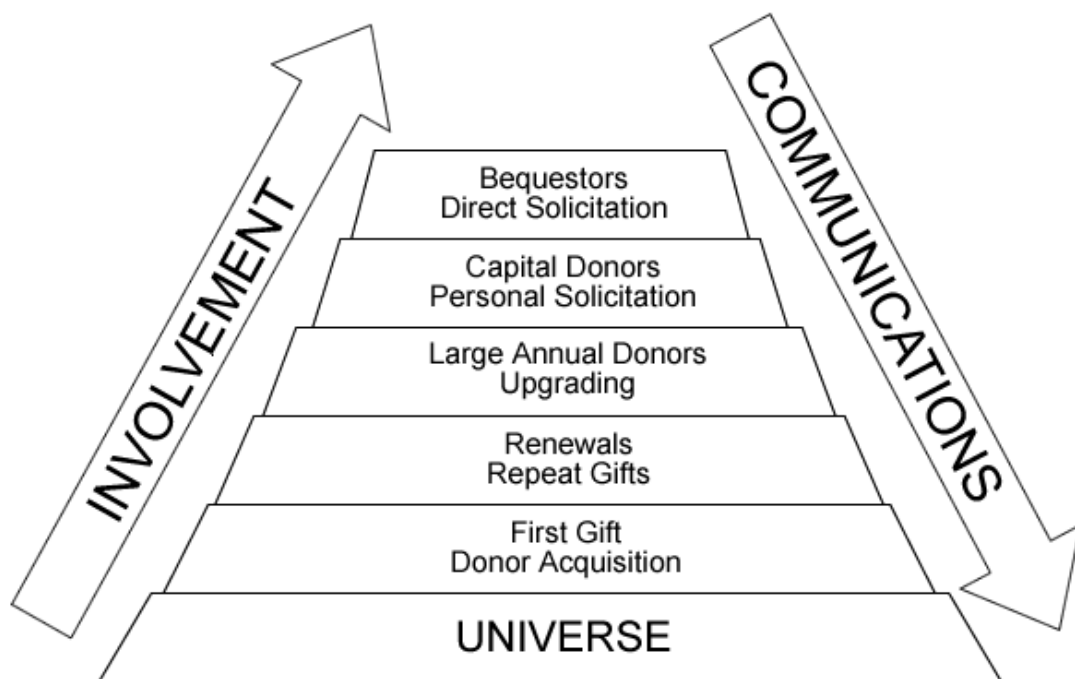 INVOLVEMENT
COMMUNICATIONS
Bequestors
Direct Solicitation
Capital Donors
Personal Solicitation
Large Annual Donors
Upgrading
Renewals
Repeat Gifts
First Gift
Donor Acquisition
UNIVERSE